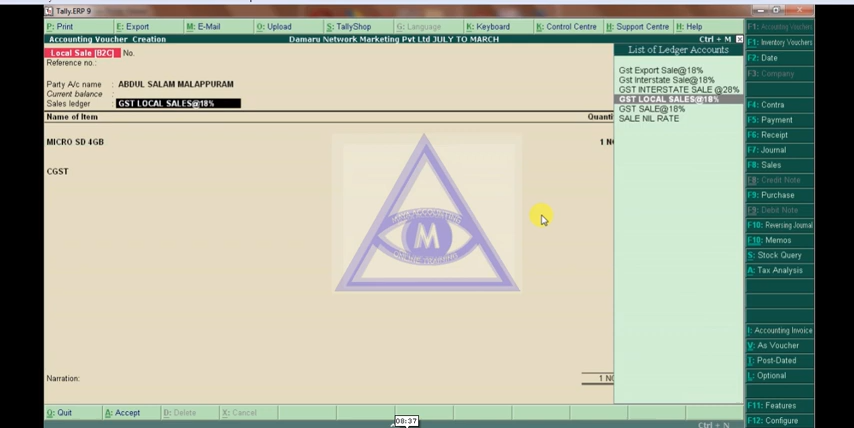 Tally.ERP 9
P: Print E: Export M: E-Mail O: Upload S: TallyShop G: Language K: Keyboard K: Control Centre H: Support Centre H: Help
Accounting Voucher Creation Damaru Network Marketing Pvt Ltd JULY TO MARCH Ctrl + M
Local Sale [B2C] No.
Reference no.:
Party A/c name : ABDUL SALAM MALAPPURAM
Current balance :
Sales ledger : GST LOCAL SALES@18%
Name of Item Quanti
MICRO SD 4GB 1 N
CGST
M
Narration: 1 N
List of Ledger Accounts
Gst Export Sale@18%
Gst Interstate Sale@18%
GST INTERSTATE SALE @28%
GST LOCAL SALES@18%
GST SALE@18%
SALE NIL RATE
F1: Accounting Vouchers
F1: Inventory Vouchers
F2: Date
F3: Company
F4: Contra
F5: Payment
F6: Receipt
F7: Journal
F8: Sales
F8: Credit Note
F9: Purchase
F9: Debit Note
F10: Reversing Journal
F10: Memos
S: Stock Query
A: Tax Analysis
I: Accounting Invoice
V: As Voucher
T: Post-Dated
L: Optional
F11: Features
F12: Configure
Q: Quit A: Accept D: Delete X: Cancel
00:37
Ctrl + N